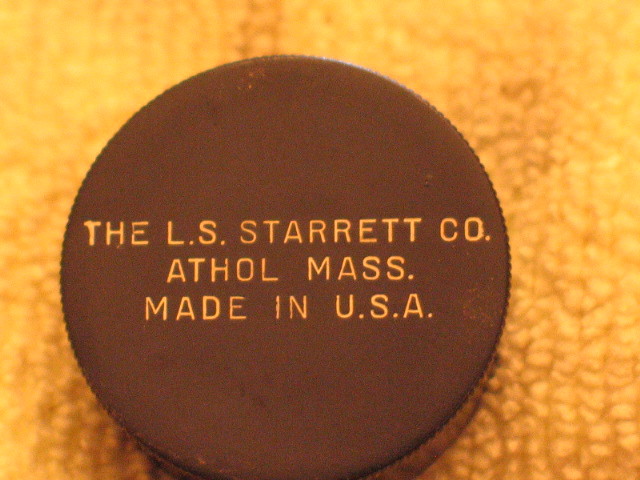 THE L.S. STARRETT CO.
ATHOL MASS.
MADE IN U.S.A.